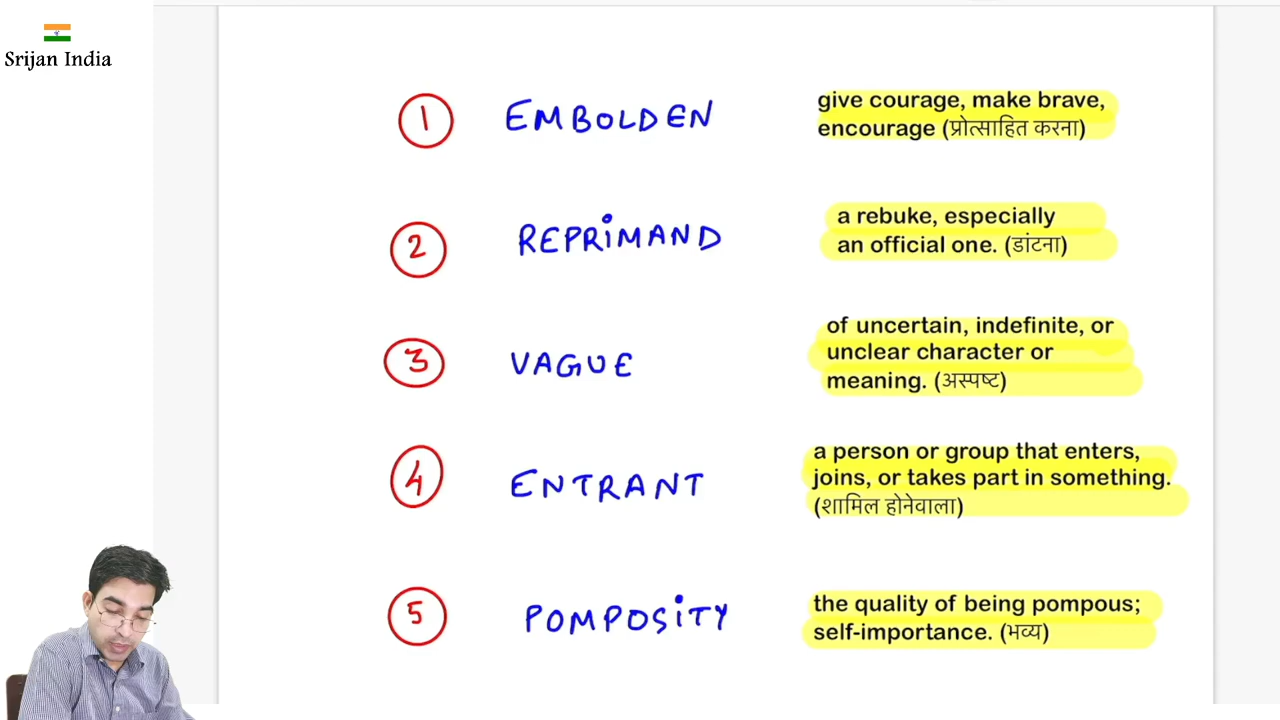 Srijan India
1 EMBOLDEN give courage, make brave,
encourage (प्रोत्साहित करना)
2 REPRiMAND a rebuke, especially
an official one. (डांटना)
3 VAGUE of uncertain, indefinite, or
unclear character or
meaning. (अस्पष्ट)
4 ENTRANT a person or group that enters,
joins, or takes part in something.
(शामिल होनेवाला)
5 POMPOSiTY the quality of being pompous;
self-importance. (भव्य)